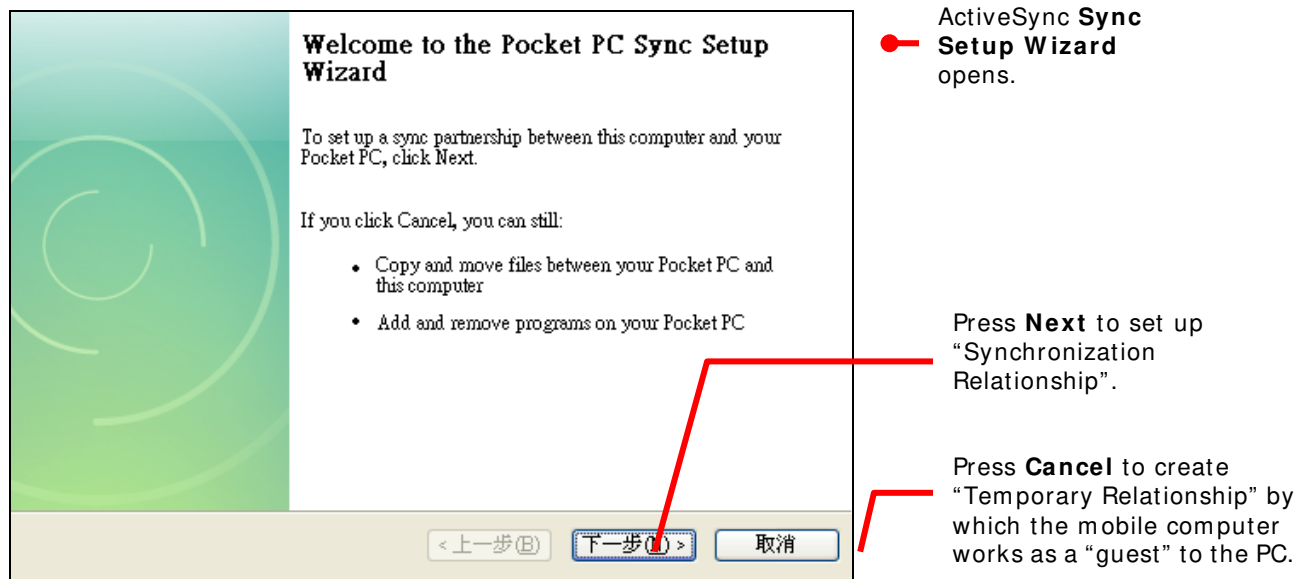 Welcome to the Pocket PC Sync Setup
Wizard
To set up a sync partnership between this computer and your
Pocket PC, click Next.
If you click Cancel, you can still:
• Copy and move files between your Pocket PC and
this computer
• Add and remove programs on your Pocket PC
<上一步(B)
下一步(N)>
取消
ActiveSync Sync
Setup Wizard
opens.
Press Next to set up
“Synchronization
Relationship”.
Press Cancel to create
“Temporary Relationship” by
which the mobile computer
works as a “guest” to the PC.